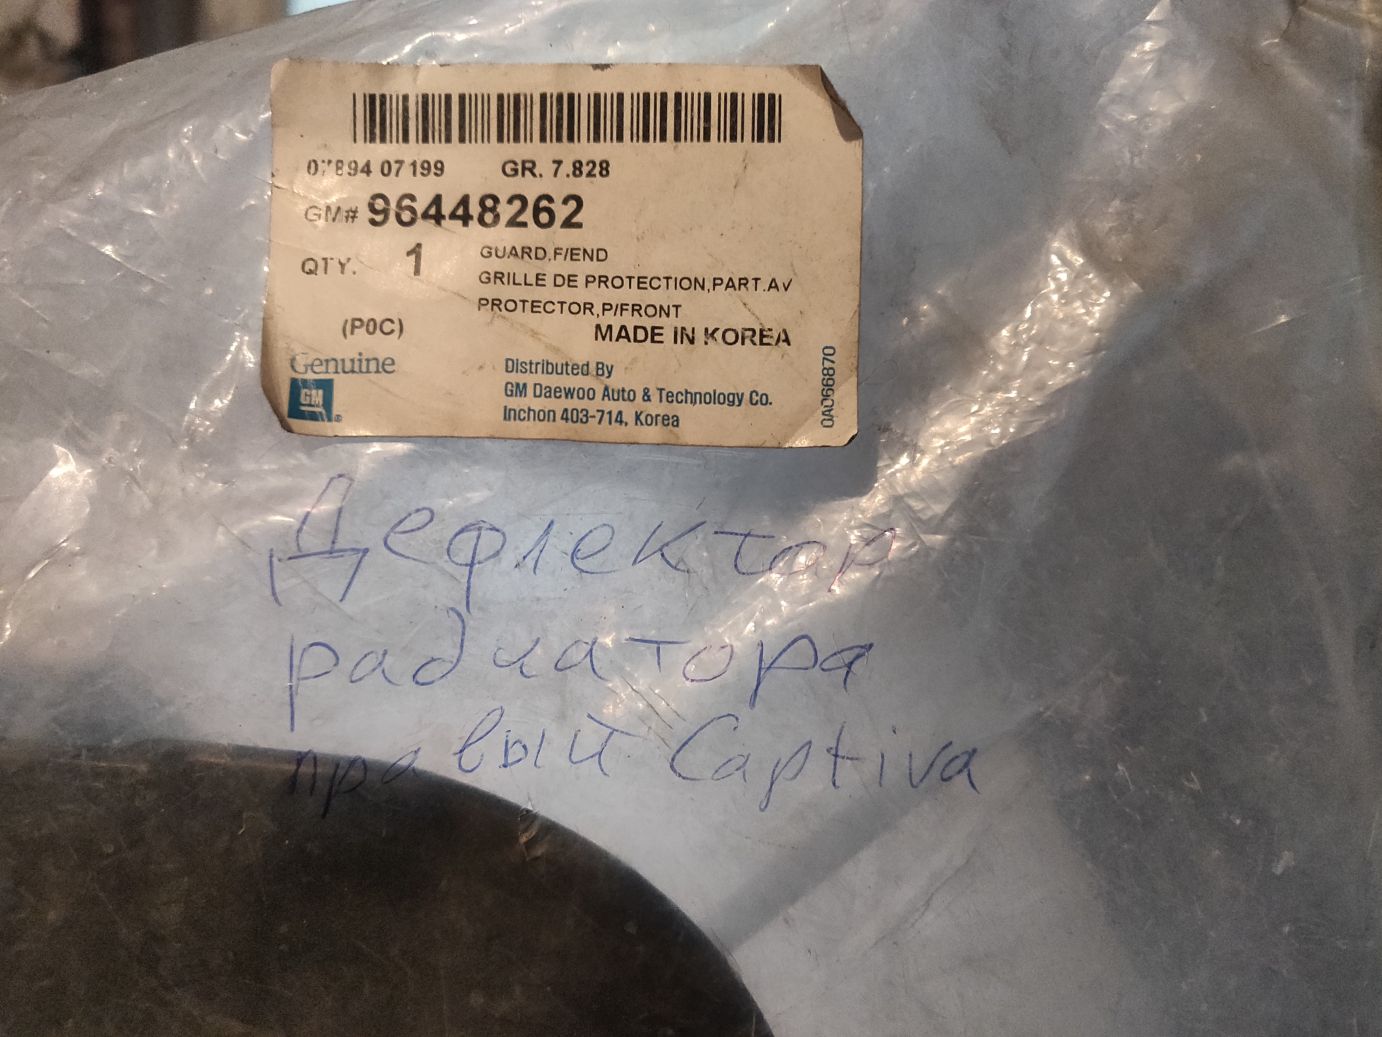 07894 07199 GR. 7.828
GM# 96448262
QTY. 1 GUARD,F/END
GRILLE DE PROTECTION,PART.AV
PROTECTOR,P/FRONT
(P0C) MADE IN KOREA
Genuine
GM
Distributed By
GM Daewoo Auto & Technology Co.
Inchon 403-714, Korea
0A066870
Дефлектор
радиатора
правый Captiva